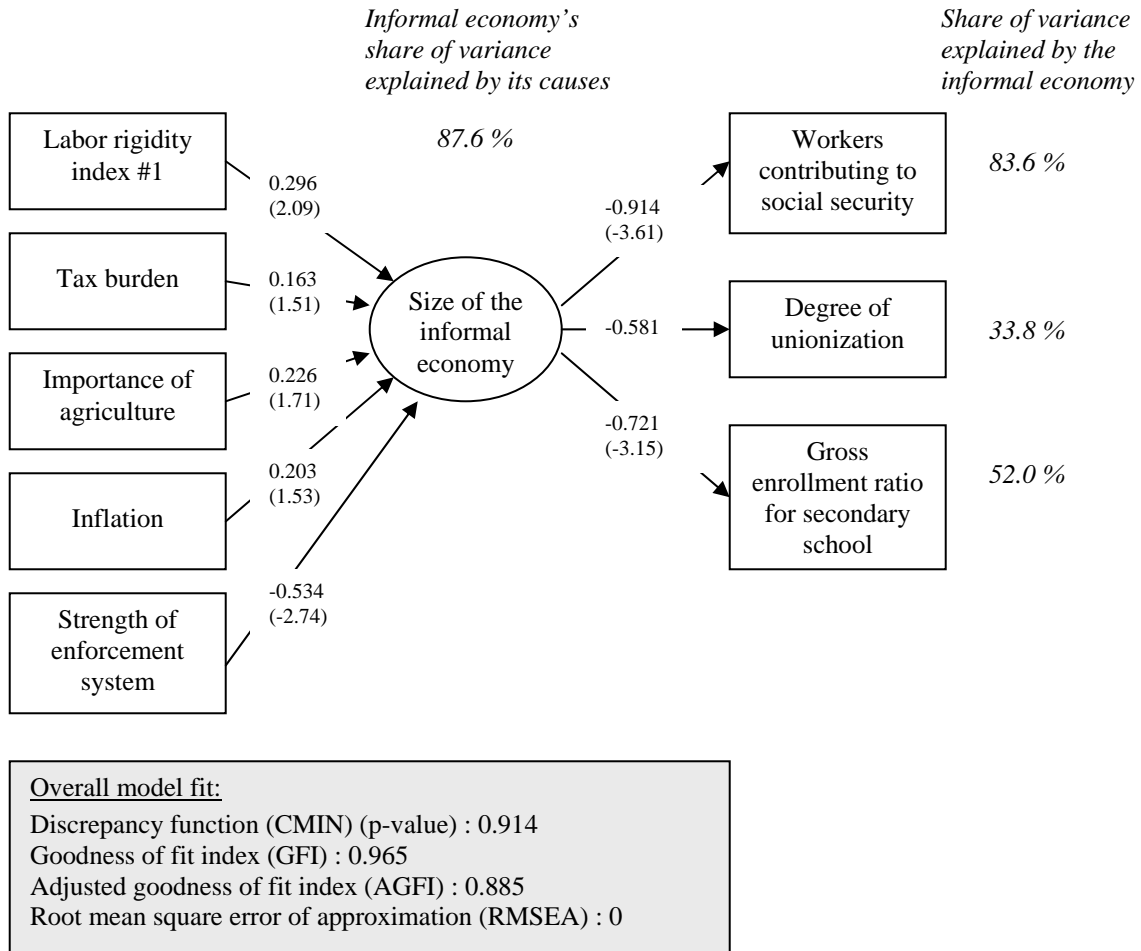 Informal economy’s
share of variance
explained by its causes
Share of variance
explained by the
informal economy
87.6 %
Labor rigidity
index #1
0.296
(2.09)
Tax burden
0.163
(1.51)
Importance of
agriculture
0.226
(1.71)
Inflation
0.203
(1.53)
Strength of
enforcement
system
-0.534
(-2.74)
Size of the
informal
economy
-0.914
(-3.61)
Workers
contributing to
social security
83.6 %
-0.581
Degree of
unionization
33.8 %
-0.721
(-3.15)
Gross
enrollment ratio
for secondary
school
52.0 %
Overall model fit:
Discrepancy function (CMIN) (p-value) : 0.914
Goodness of fit index (GFI) : 0.965
Adjusted goodness of fit index (AGFI) : 0.885
Root mean square error of approximation (RMSEA) : 0